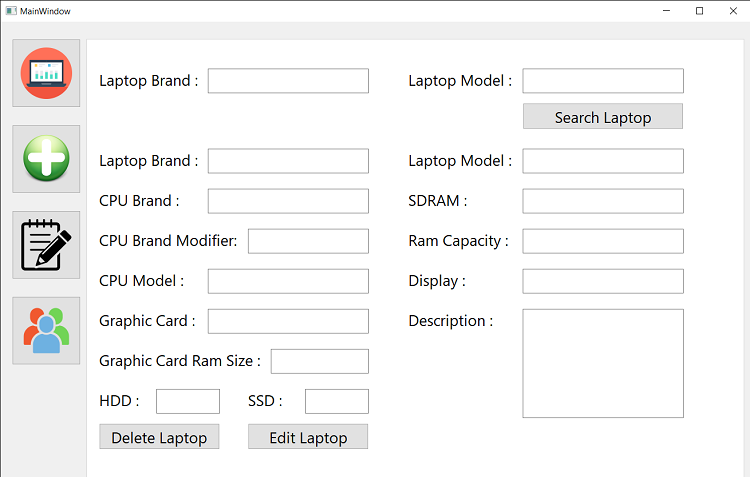 MainWindow
Laptop Brand : Laptop Model :
Search Laptop
Laptop Brand : Laptop Model :
CPU Brand : SDRAM :
CPU Brand Modifier: Ram Capacity :
CPU Model : Display :
Graphic Card : Description :
Graphic Card Ram Size :
HDD : SSD :
Delete Laptop Edit Laptop